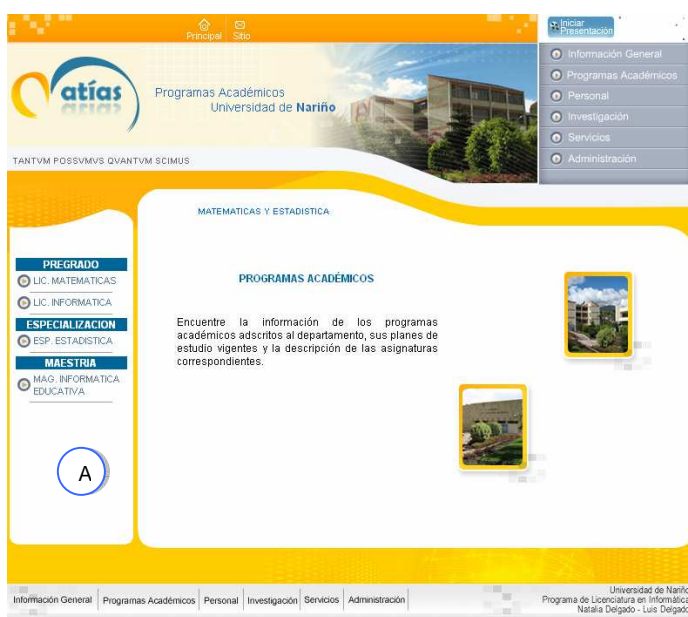 Principal Sitio
Iniciar
Presentación
Información General
Programas Académicos
Personal
Investigación
Servicios
Administración
atías
Programas Académicos
Universidad de Nariño
TANTVM POSSVMVS QVANTVM SCIMUS
MATEMATICAS Y ESTADISTICA
PREGRADO
LIC. MATEMATICAS
LIC. INFORMATICA
ESPECIALIZACION
ESP. ESTADISTICA
MAESTRIA
MAG. INFORMATICA
EDUCATIVA
A
PROGRAMAS ACADÉMICOS
Encuentre la información de los programas
académicos adscritos al departamento, sus planes de
estudio vigentes y la descripción de las asignaturas
correspondientes.
Información General Programas Académicos Personal Investigación Servicios Administración
Universidad de Nariño
Programa de Licenciatura en Informática
Natalia Delgado - Luis Delgado